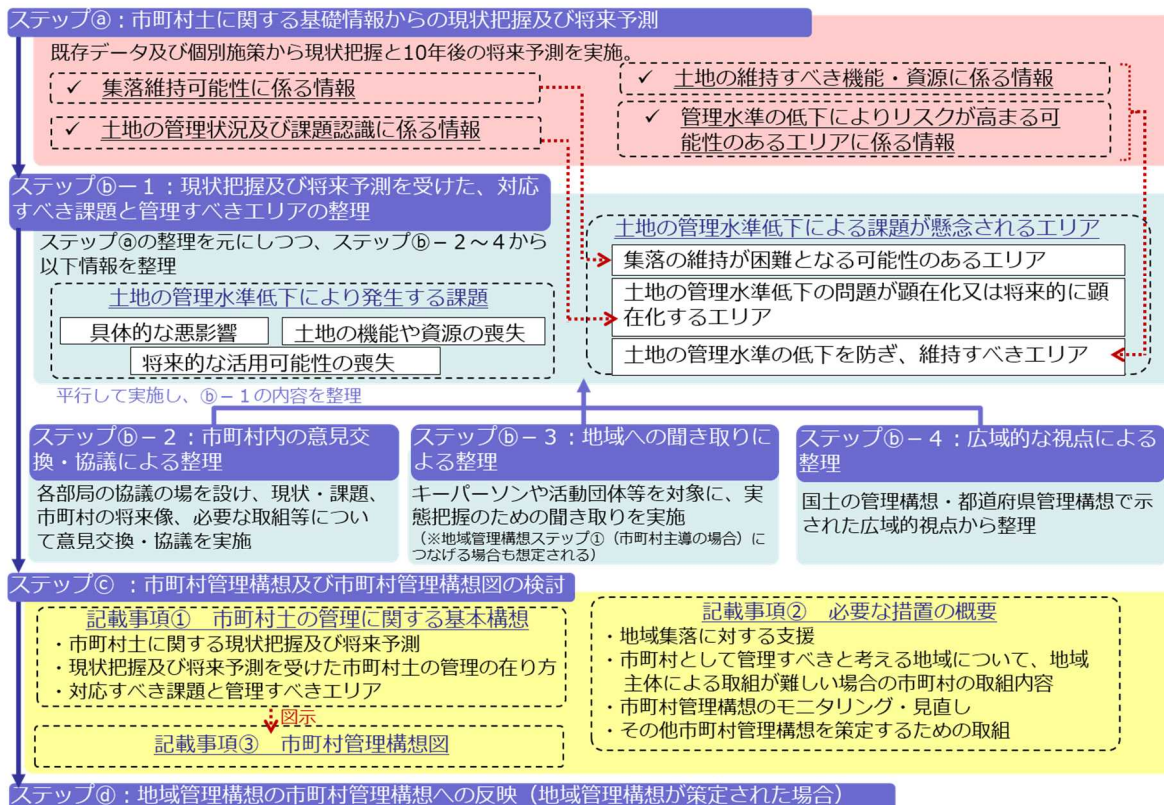 ステップⓐ：市町村土に関する基礎情報からの現状把握及び将来予測
既存データ及び個別施策から現状把握と10年後の将来予測を実施。
✓ 集落維持可能性に係る情報
✓ 土地の管理状況及び課題認識に係る情報
✓ 土地の維持すべき機能・資源に係る情報
✓ 管理水準の低下によりリスクが高まる可
能性のあるエリアに係る情報
ステップⓑ－１：現状把握及び将来予測を受けた、対応
すべき課題と管理すべきエリアの整理
ステップⓐの整理を元にしつつ、ステップⓑ－２～４から
以下情報を整理
土地の管理水準低下により発生する課題
具体的な悪影響
土地の機能や資源の喪失
将来的な活用可能性の喪失
土地の管理水準低下による課題が懸念されるエリア
集落の維持が困難となる可能性のあるエリア
土地の管理水準低下の問題が顕在化又は将来的に顕
在化するエリア
土地の管理水準の低下を防ぎ、維持すべきエリア
平行して実施し、ⓑ－１の内容を整理
ステップⓑ－２：市町村内の意見交
換・協議による整理
各部局の協議の場を設け、現状・課題、
市町村の将来像、必要な取組等につい
て意見交換・協議を実施
ステップⓑ－３：地域への聞き取りに
よる整理
キーパーソンや活動団体等を対象に、実
態把握のための聞き取りを実施
（※地域管理構想ステップ①（市町村主導の場合）に
つなげる場合も想定される）
ステップⓑ－４：広域的な視点による
整理
国土の管理構想・都道府県管理構想で示
された広域的視点から整理
ステップⓒ：市町村管理構想及び市町村管理構想図の検討
記載事項①　市町村土の管理に関する基本構想
・市町村土に関する現状把握及び将来予測
・現状把握及び将来予測を受けた市町村土の管理の在り方
・対応すべき課題と管理すべきエリア
図示
記載事項③　市町村管理構想図
記載事項②　必要な措置の概要
・地域集落に対する支援
・市町村として管理すべきと考える地域について、地域
主体による取組が難しい場合の市町村の取組内容
・市町村管理構想のモニタリング・見直し
・その他市町村管理構想を策定するための取組
ステップⓓ：地域管理構想の市町村管理構想への反映（地域管理構想が策定された場合）